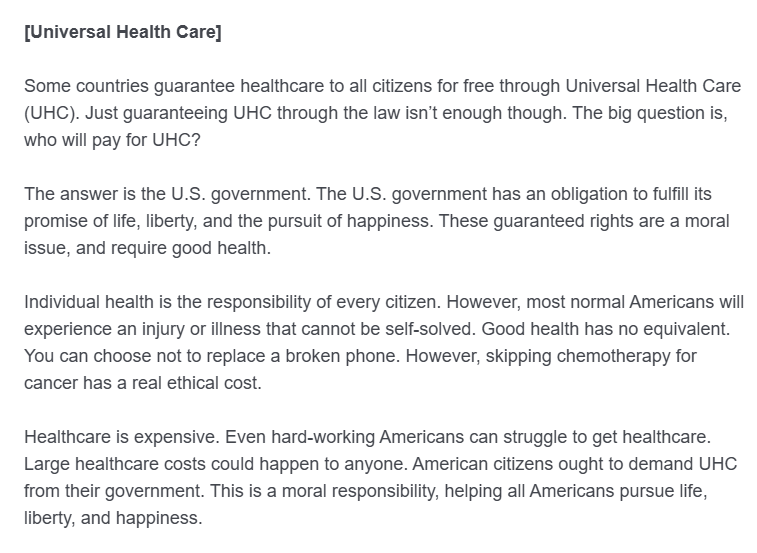 [Universal Health Care]
Some countries guarantee healthcare to all citizens for free through Universal Health Care
(UHC). Just guaranteeing UHC through the law isn’t enough though. The big question is,
who will pay for UHC?
The answer is the U.S. government. The U.S. government has an obligation to fulfill its
promise of life, liberty, and the pursuit of happiness. These guaranteed rights are a moral
issue, and require good health.
Individual health is the responsibility of every citizen. However, most normal Americans will
experience an injury or illness that cannot be self-solved. Good health has no equivalent.
You can choose not to replace a broken phone. However, skipping chemotherapy for
cancer has a real ethical cost.
Healthcare is expensive. Even hard-working Americans can struggle to get healthcare.
Large healthcare costs could happen to anyone. American citizens ought to demand UHC
from their government. This is a moral responsibility, helping all Americans pursue life,
liberty, and happiness.